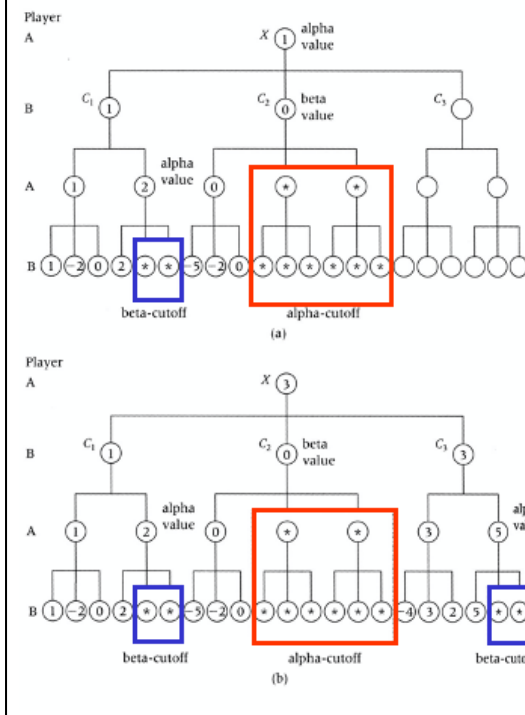 Player
A X 1 alpha value
B C1 1 C2 0 beta value C3
alpha value
A 1 2 0 * *
B 1 -2 0 2 * * -5 -2 0 * * * * * *
beta-cutoff alpha-cutoff
(a)
Player
A X 3
B C1 1 C2 0 beta value C3 3
alpha value
A 1 2 0 * * 3 5
B 1 -2 0 2 * * -5 -2 0 * * * * * * -4 3 2 5 * *
beta-cutoff alpha-cutoff
(b)